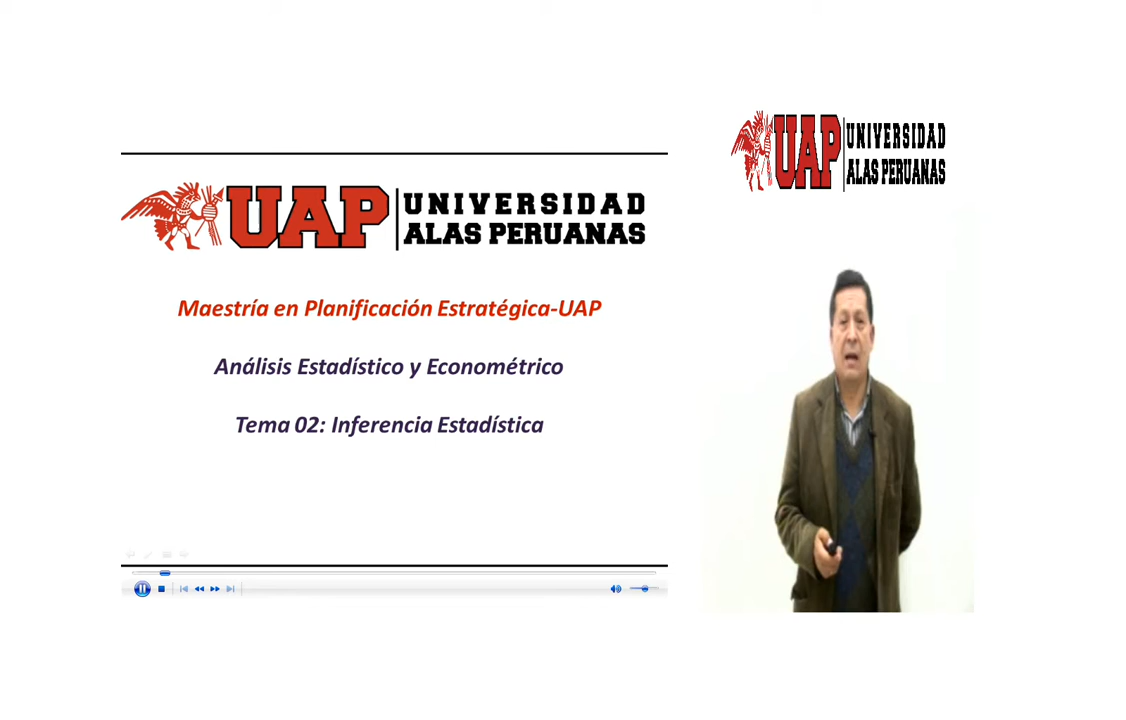 UAP UNIVERSIDAD
ALAS PERUANAS
UAP UNIVERSIDAD
ALAS PERUANAS
Maestría en Planificación Estratégica-UAP
Análisis Estadístico y Econométrico
Tema 02: Inferencia Estadística